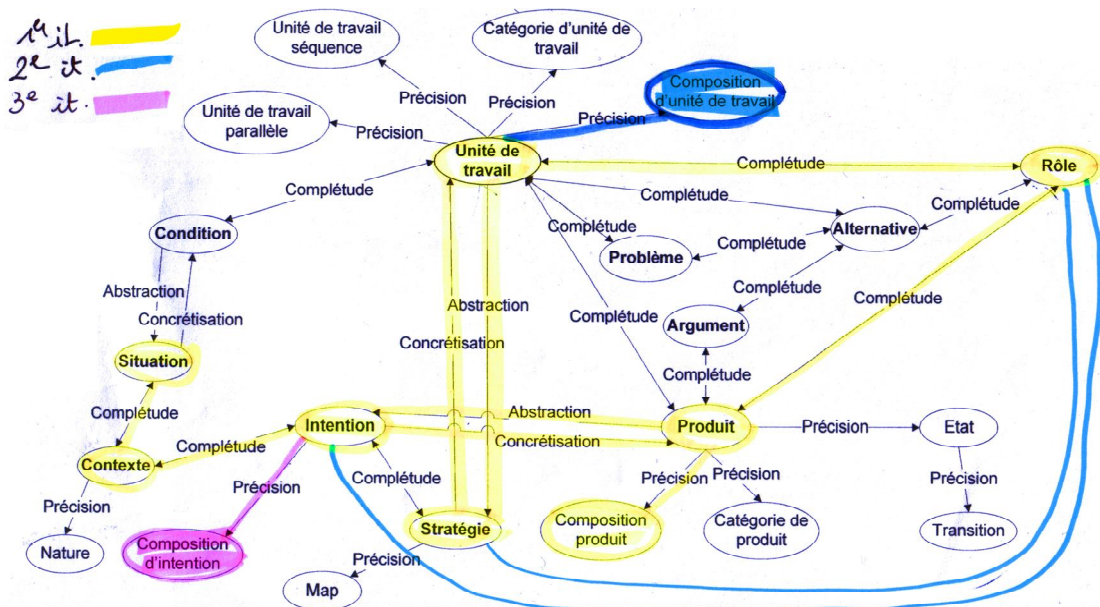 1re it.
2e it.
3e it.
Unité de travail
séquence
Catégorie d'unité de
travail
Composition
d'unité de travail
Précision
Précision
Précision
Unité de travail
parallèle
Précision
Unité de
travail
Complétude
Rôle
Complétude
Complétude
Complétude
Condition
Complétude
Alternative
Complétude
Problème
Abstraction
Concrétisation
Abstraction
Complétude
Complétude
Complétude
Argument
Concrétisation
Situation
Complétude
Complétude
Intention
Abstraction
Produit
Précision
Etat
Complétude
Concrétisation
Contexte
Précision
Complétude
Précision
Précision
Précision
Précision
Nature
Composition
d'intention
Stratégie
Composition
produit
Catégorie de
produit
Transition
Précision
Map